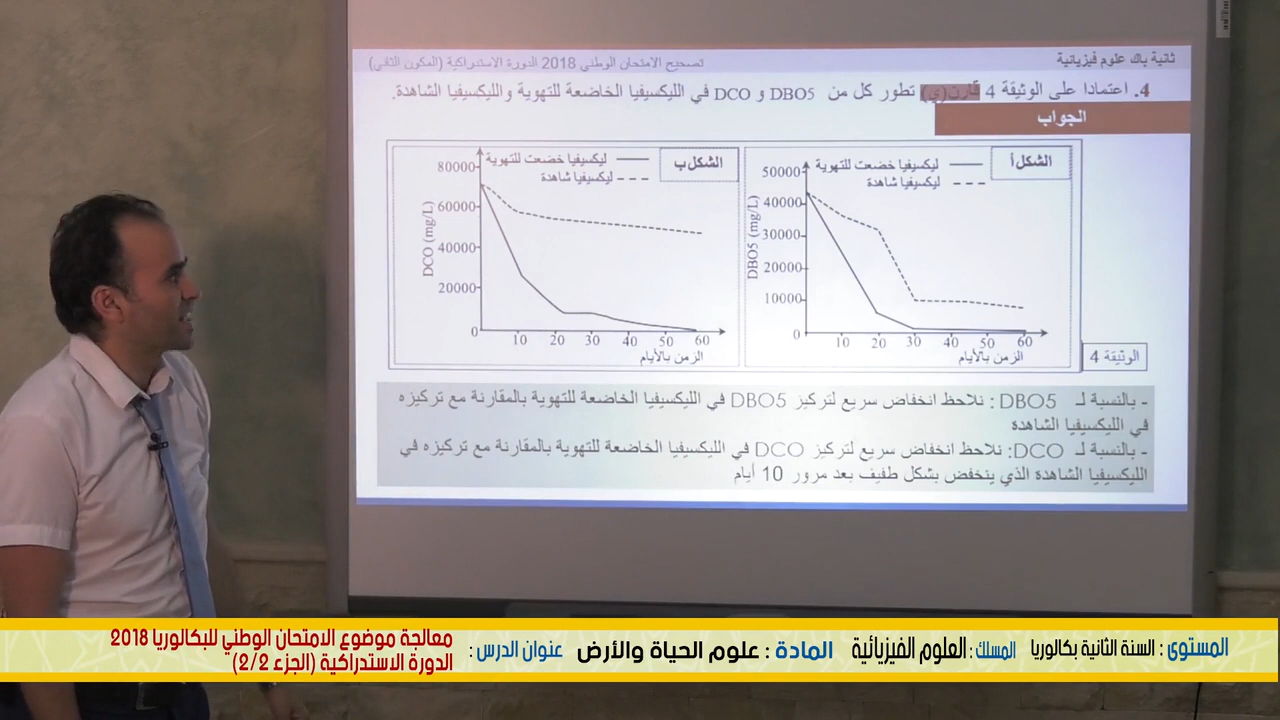 ثانية باك علوم فيزيائية
تصحيح الامتحان الوطني 2018 الدورة الاستدراكية (المكون الثاني)
4. اعتمادا على الوثيقة 4 قارن(ي) تطور كل من DBO5 و DCO في الليكسيفيا الخاضعة للتهوية والليكسيفيا الشاهدة.
الجواب
الشكل أ
ليكسيفيا خضعت للتهوية
ليكسيفيا شاهدة
DBO5 (mg/L)
50000
40000
30000
20000
10000
0
10 20 30 40 50 60
الزمن بالأيام
الشكل ب
ليكسيفيا خضعت للتهوية
ليكسيفيا شاهدة
DCO (mg/L)
80000
60000
40000
20000
0
10 20 30 40 50 60
الزمن بالأيام
الوثيقة 4
- بالنسبة لـ DBO5 : نلاحظ انخفاض سريع لتركيز DBO5 في الليكسيفيا الخاضعة للتهوية بالمقارنة مع تركيزه
في الليكسيفيا الشاهدة
- بالنسبة لـ DCO: نلاحظ انخفاض سريع لتركيز DCO في الليكسيفيا الخاضعة للتهوية بالمقارنة مع تركيزه في
الليكسيفيا الشاهدة الذي ينخفض بشكل طفيف بعد مرور 10 أيام
المستوى : السنة الثانية بكالوريا المسلك : العلوم الفيزيائية المادة : علوم الحياة والأرض عنوان الدرس :
معالجة موضوع الامتحان الوطني للبكالوريا 2018
الدورة الاستدراكية (الجزء 2/2)